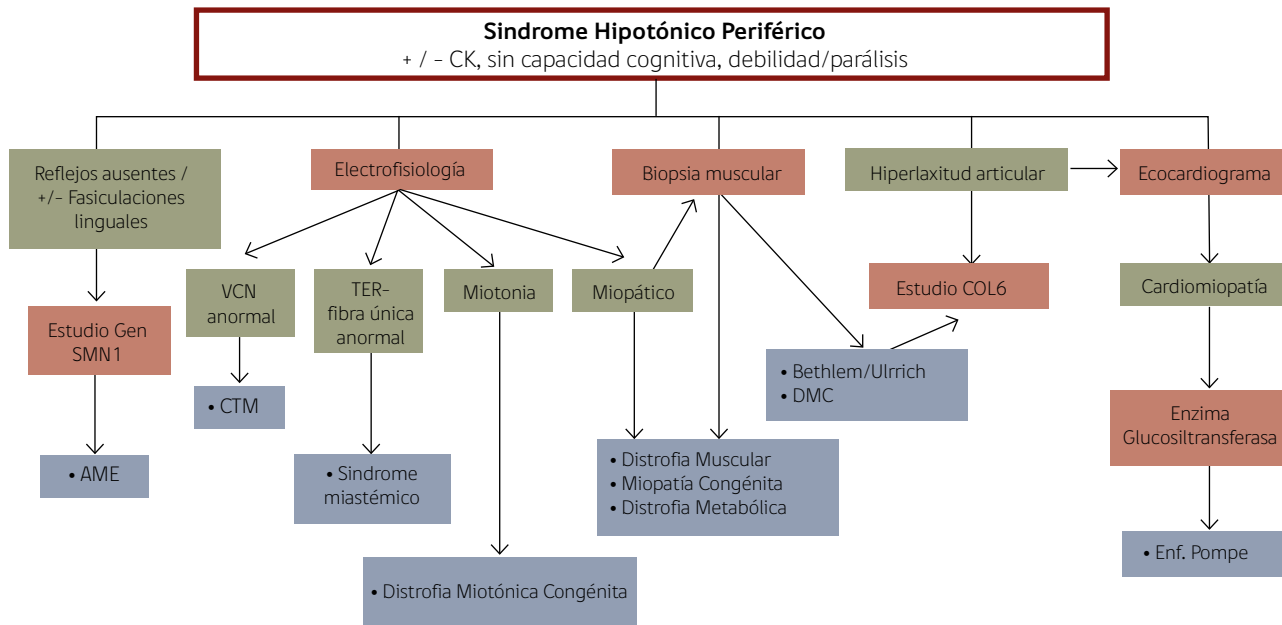 Sindrome Hipotónico Periférico
+ / - CK, sin capacidad cognitiva, debilidad/parálisis
Reflejos ausentes /
+/- Fasiculaciones
linguales
Electrofisiología
Biopsia muscular
Hiperlaxitud articular
Ecocardiograma
VCN
anormal
TER-
fibra única
anormal
Miotonia
Miopático
Estudio COL6
Cardiomiopatía
Estudio Gen
SMN1
• Bethlem/Ulrrich
• DMC
• CTM
Enzima
Glucosiltransferasa
• AME
• Sindrome
miastémico
• Distrofia Muscular
• Miopatía Congénita
• Distrofia Metabólica
• Enf. Pompe
• Distrofia Miotónica Congénita